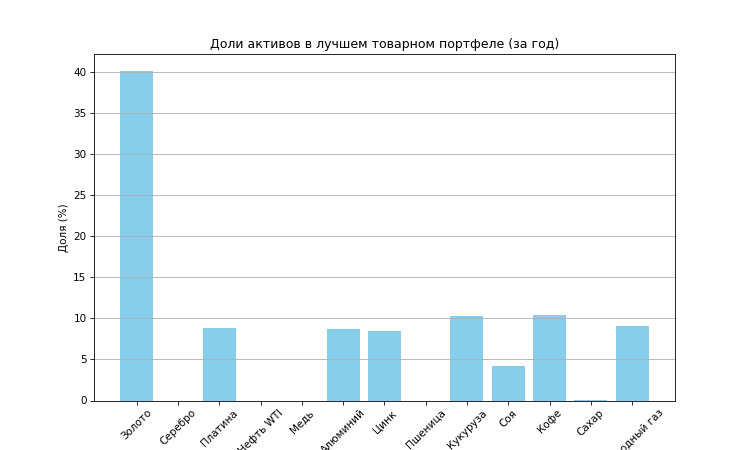 Доли активов в лучшем товарном портфеле (за год)
Доля (%)
40
35
30
25
20
15
10
5
0
Золото
Серебро
Платина
Нефть WTI
Медь
Алюминий
Цинк
Пшеница
Кукуруза
Соя
Кофе
Сахар
одный газ